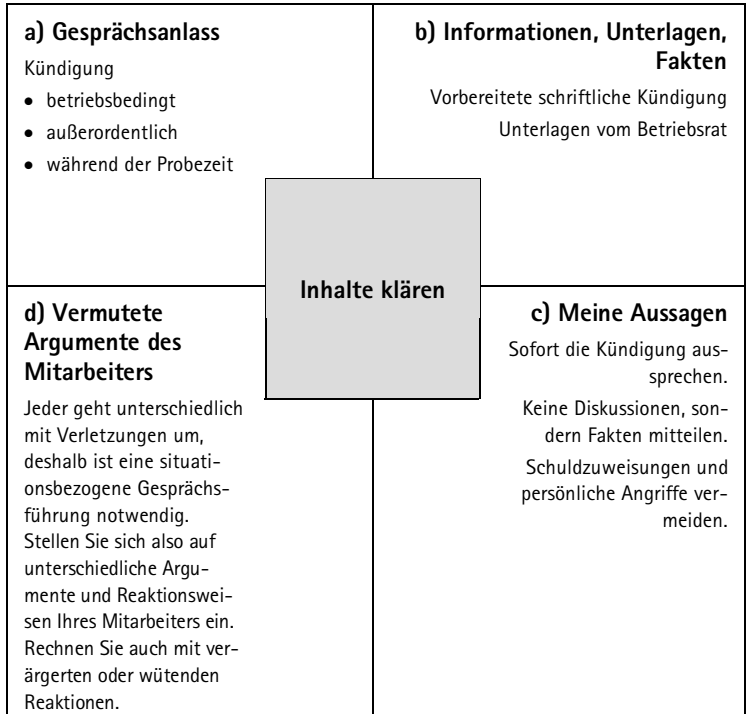 a) Gesprächsanlass
Kündigung
• betriebsbedingt
• außerordentlich
• während der Probezeit
b) Informationen, Unterlagen,
Fakten
Vorbereitete schriftliche Kündigung
Unterlagen vom Betriebsrat
Inhalte klären
d) Vermutete
Argumente des
Mitarbeiters
Jeder geht unterschiedlich
mit Verletzungen um,
deshalb ist eine situati-
onsbezogene Gesprächs-
führung notwendig.
Stellen Sie sich also auf
unterschiedliche Argu-
mente und Reaktionswei-
sen Ihres Mitarbeiters ein.
Rechnen Sie auch mit ver-
ärgerten oder wütenden
Reaktionen.
c) Meine Aussagen
Sofort die Kündigung aus-
sprechen.
Keine Diskussionen, son-
dern Fakten mitteilen.
Schuldzuweisungen und
persönliche Angriffe ver-
meiden.